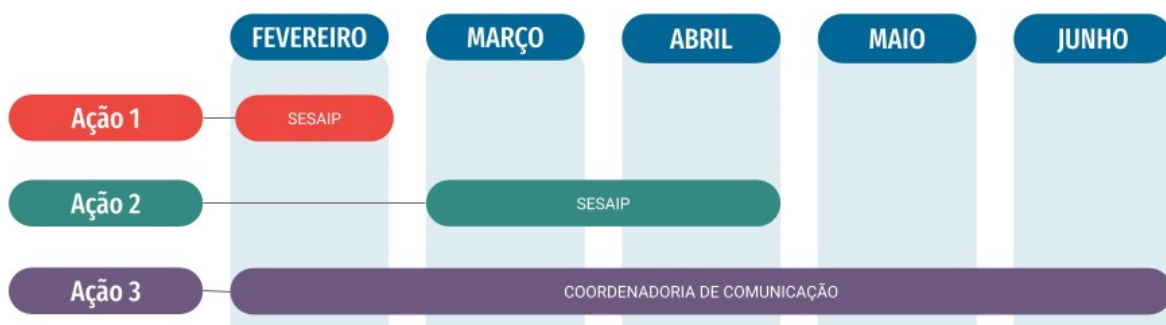 FEVEREIRO MARÇO ABRIL MAIO JUNHO
Ação 1 SESAIP
Ação 2 SESAIP
Ação 3 COORDENADORIA DE COMUNICAÇÃO